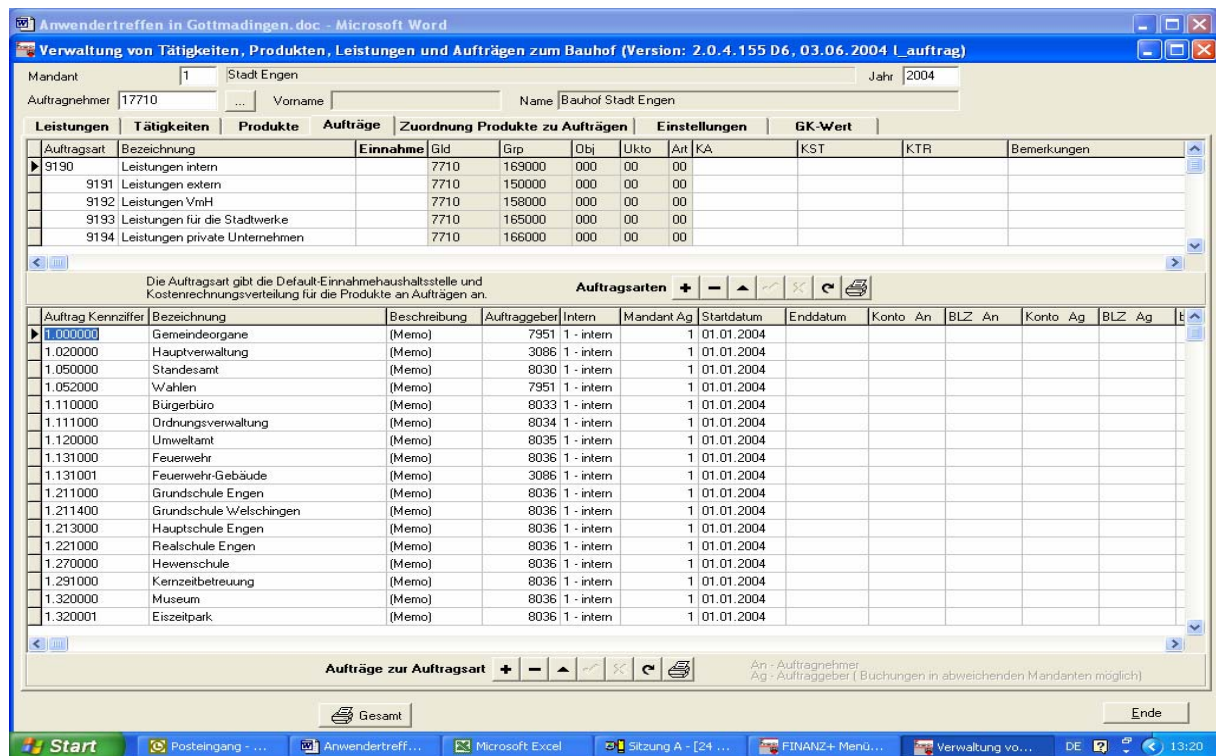 Anwendertreffen in Gottmadingen.doc - Microsoft Word
Verwaltung von Tätigkeiten, Produkten, Leistungen und Aufträgen zum Bauhof (Version: 2.0.4.155 D6, 03.06.2004 l_auftrag)
Mandant 1 Stadt Engen Jahr 2004
Auftragnehmer 17710 ... Vorname Name Bauhof Stadt Engen
Leistungen Tätigkeiten Produkte Aufträge Zuordnung Produkte zu Aufträgen Einstellungen GK-Wert
Auftragsart Bezeichnung Einnahme Gld Grp Obj Ukto Art KA KST KTR Bemerkungen
9190 Leistungen intern 7710 169000 000 00 00
9191 Leistungen extern 7710 150000 000 00 00
9192 Leistungen VmH 7710 158000 000 00 00
9193 Leistungen für die Stadtwerke 7710 165000 000 00 00
9194 Leistungen private Unternehmen 7710 166000 000 00 00
Die Auftragsart gibt die Default-Einnahmehaushaltsstelle und
Kostenrechnungsverteilung für die Produkte an Aufträgen an.
Auftragsarten
Auftrag Kennziffer Bezeichnung Beschreibung Auftraggeber Intern Mandant Ag Startdatum Enddatum Konto An BLZ An Konto Ag BLZ Ag
1.000000 Gemeindeorgane (Memo) 7951 1 - intern 1 01.01.2004
1.020000 Hauptverwaltung (Memo) 3086 1 - intern 1 01.01.2004
1.050000 Standesamt (Memo) 8030 1 - intern 1 01.01.2004
1.052000 Wahlen (Memo) 7951 1 - intern 1 01.01.2004
1.110000 Bürgerbüro (Memo) 8033 1 - intern 1 01.01.2004
1.111000 Ordnungsverwaltung (Memo) 8034 1 - intern 1 01.01.2004
1.120000 Umweltamt (Memo) 8035 1 - intern 1 01.01.2004
1.131000 Feuerwehr (Memo) 8036 1 - intern 1 01.01.2004
1.131001 Feuerwehr-Gebäude (Memo) 3086 1 - intern 1 01.01.2004
1.211000 Grundschule Engen (Memo) 8036 1 - intern 1 01.01.2004
1.211400 Grundschule Welschingen (Memo) 8036 1 - intern 1 01.01.2004
1.213000 Hauptschule Engen (Memo) 8036 1 - intern 1 01.01.2004
1.221000 Realschule Engen (Memo) 8036 1 - intern 1 01.01.2004
1.270000 Hewenschule (Memo) 8036 1 - intern 1 01.01.2004
1.291000 Kernzeitbetreuung (Memo) 8036 1 - intern 1 01.01.2004
1.320000 Museum (Memo) 8036 1 - intern 1 01.01.2004
1.320001 Eiszeitpark (Memo) 8036 1 - intern 1 01.01.2004
Aufträge zur Auftragsart
An - Auftragnehmer
Ag - Auftraggeber ( Buchungen in abweichenden Mandanten möglich)
Gesamt Ende
Start Posteingang - ... Anwendertreff... Microsoft Excel Sitzung A - [24 ... FINANZ+ Menü... Verwaltung vo... DE 13:20